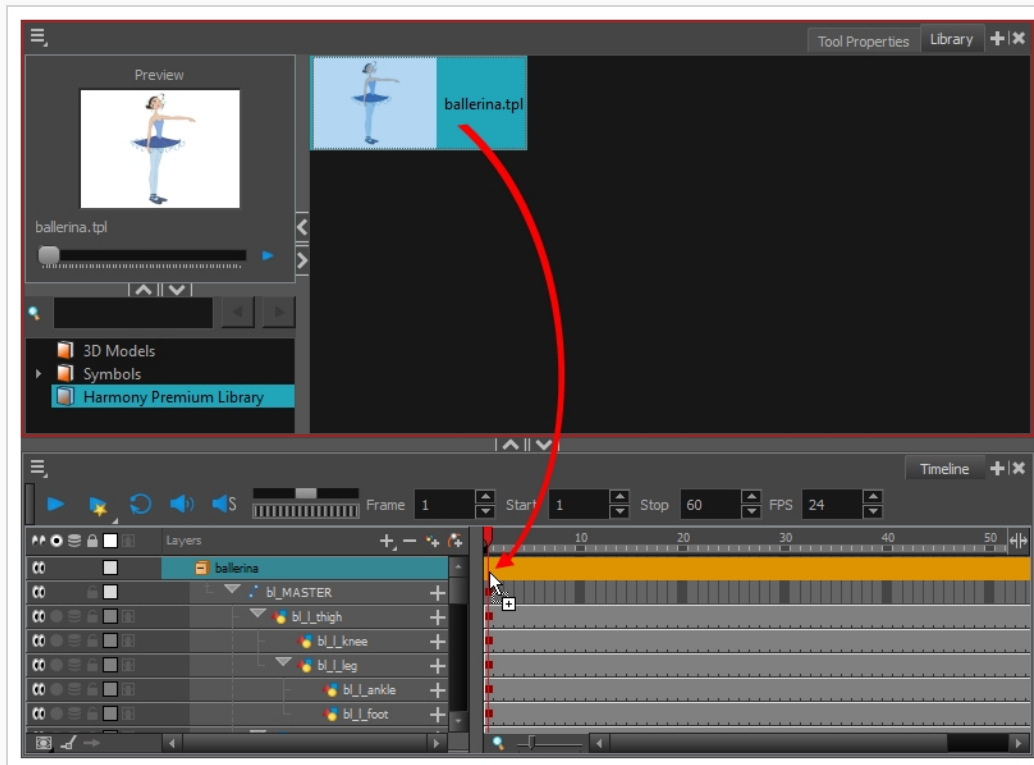 Tool Properties Library
Preview
ballerina.tpl
ballerina.tpl
3D Models
Symbols
Harmony Premium Library
Timeline
S Frame 1 Start 1 Stop 60 FPS 24
Layers 10 20 30 40 50
ballerina
bl_MASTER
bl_l_thigh
bl_l_knee
bl_l_leg
bl_l_ankle
bl_l_foot